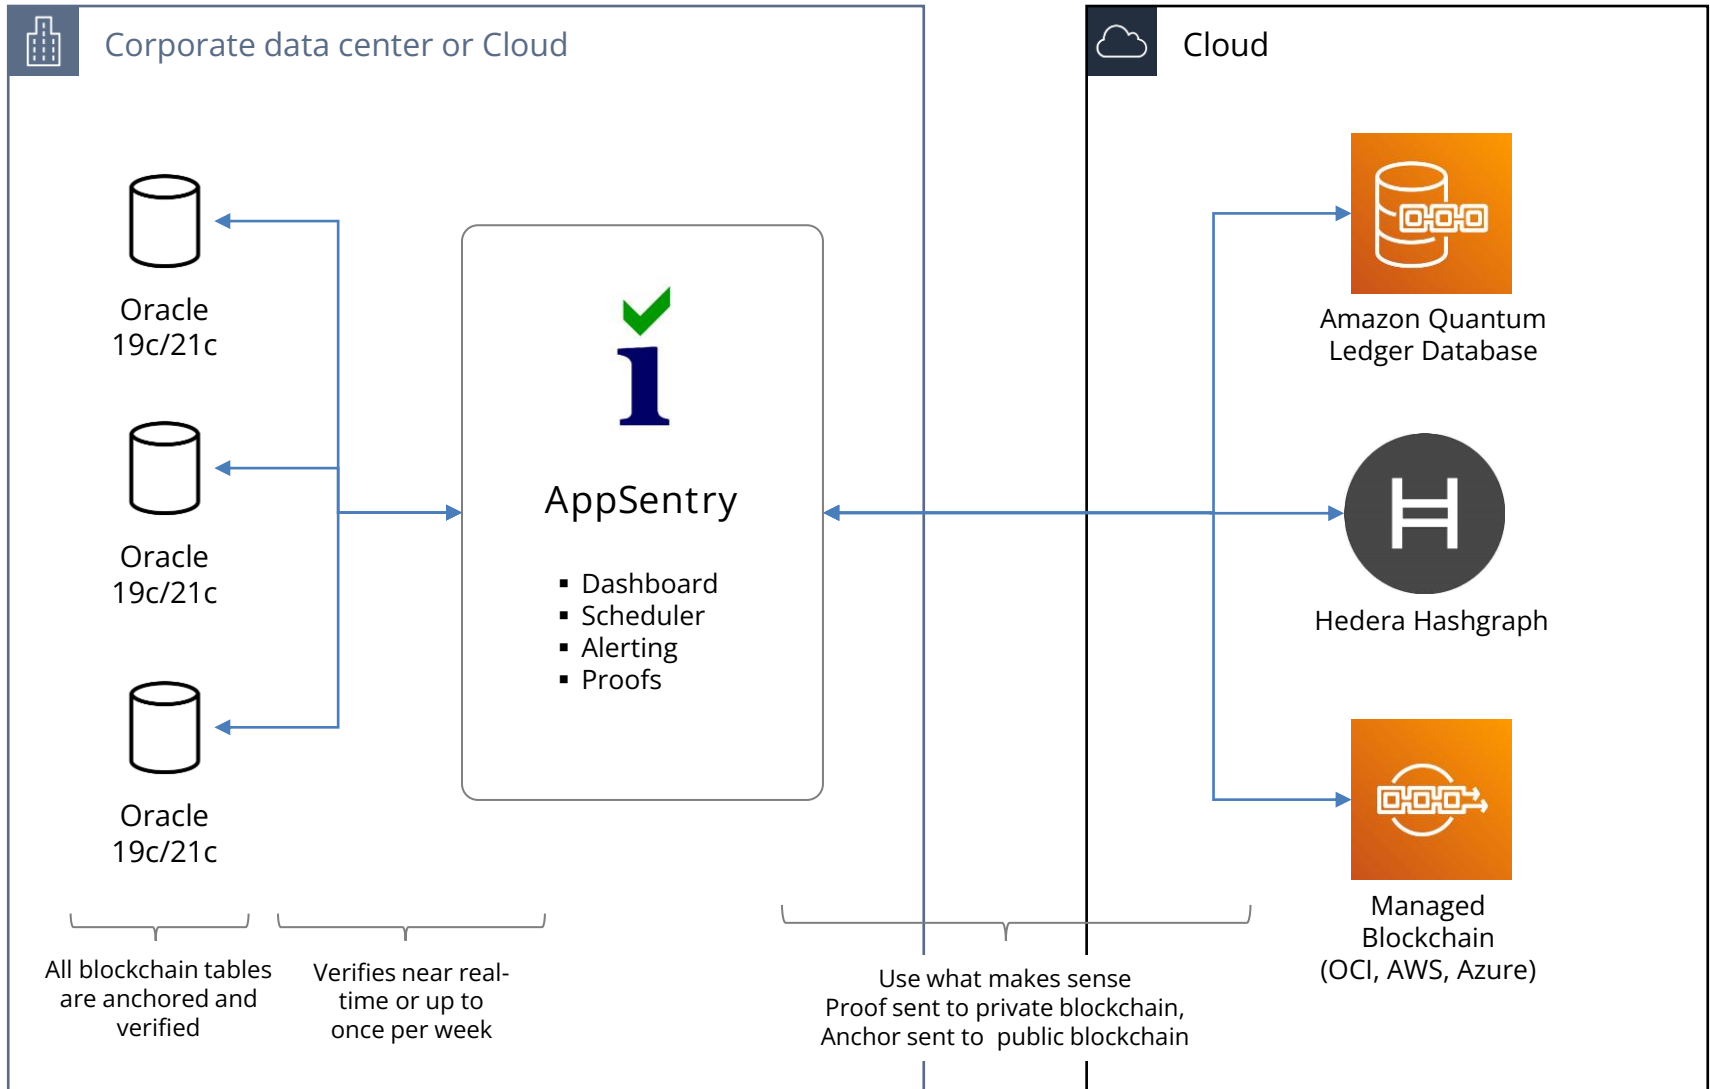 Corporate data center or Cloud
Cloud
Oracle
19c/21c
Oracle
19c/21c
Oracle
19c/21c
AppSentry
▪ Dashboard
▪ Scheduler
▪ Alerting
▪ Proofs
Amazon Quantum
Ledger Database
Hedera Hashgraph
Managed
Blockchain
(OCI, AWS, Azure)
All blockchain tables
are anchored and
verified
Verifies near real-
time or up to
once per week
Use what makes sense
Proof sent to private blockchain,
Anchor sent to  public blockchain